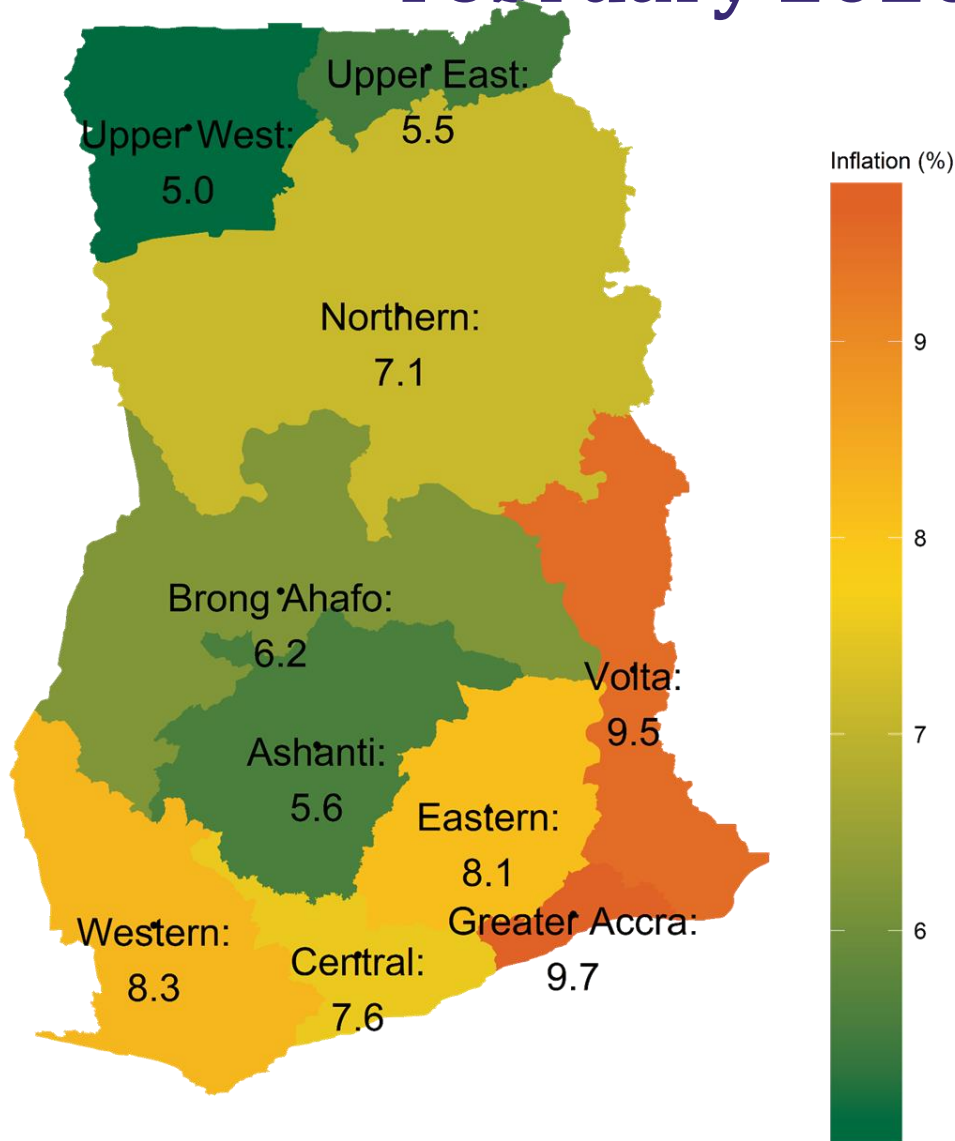 Upper East:
5.5
Upper West:
5.0
Inflation (%)
Northern:
7.1
9
8
7
6
Brong Ahafo:
6.2
Volta:
9.5
Ashanti:
5.6
Eastern:
8.1
Greater Accra:
9.7
Western:
8.3
Central:
7.6